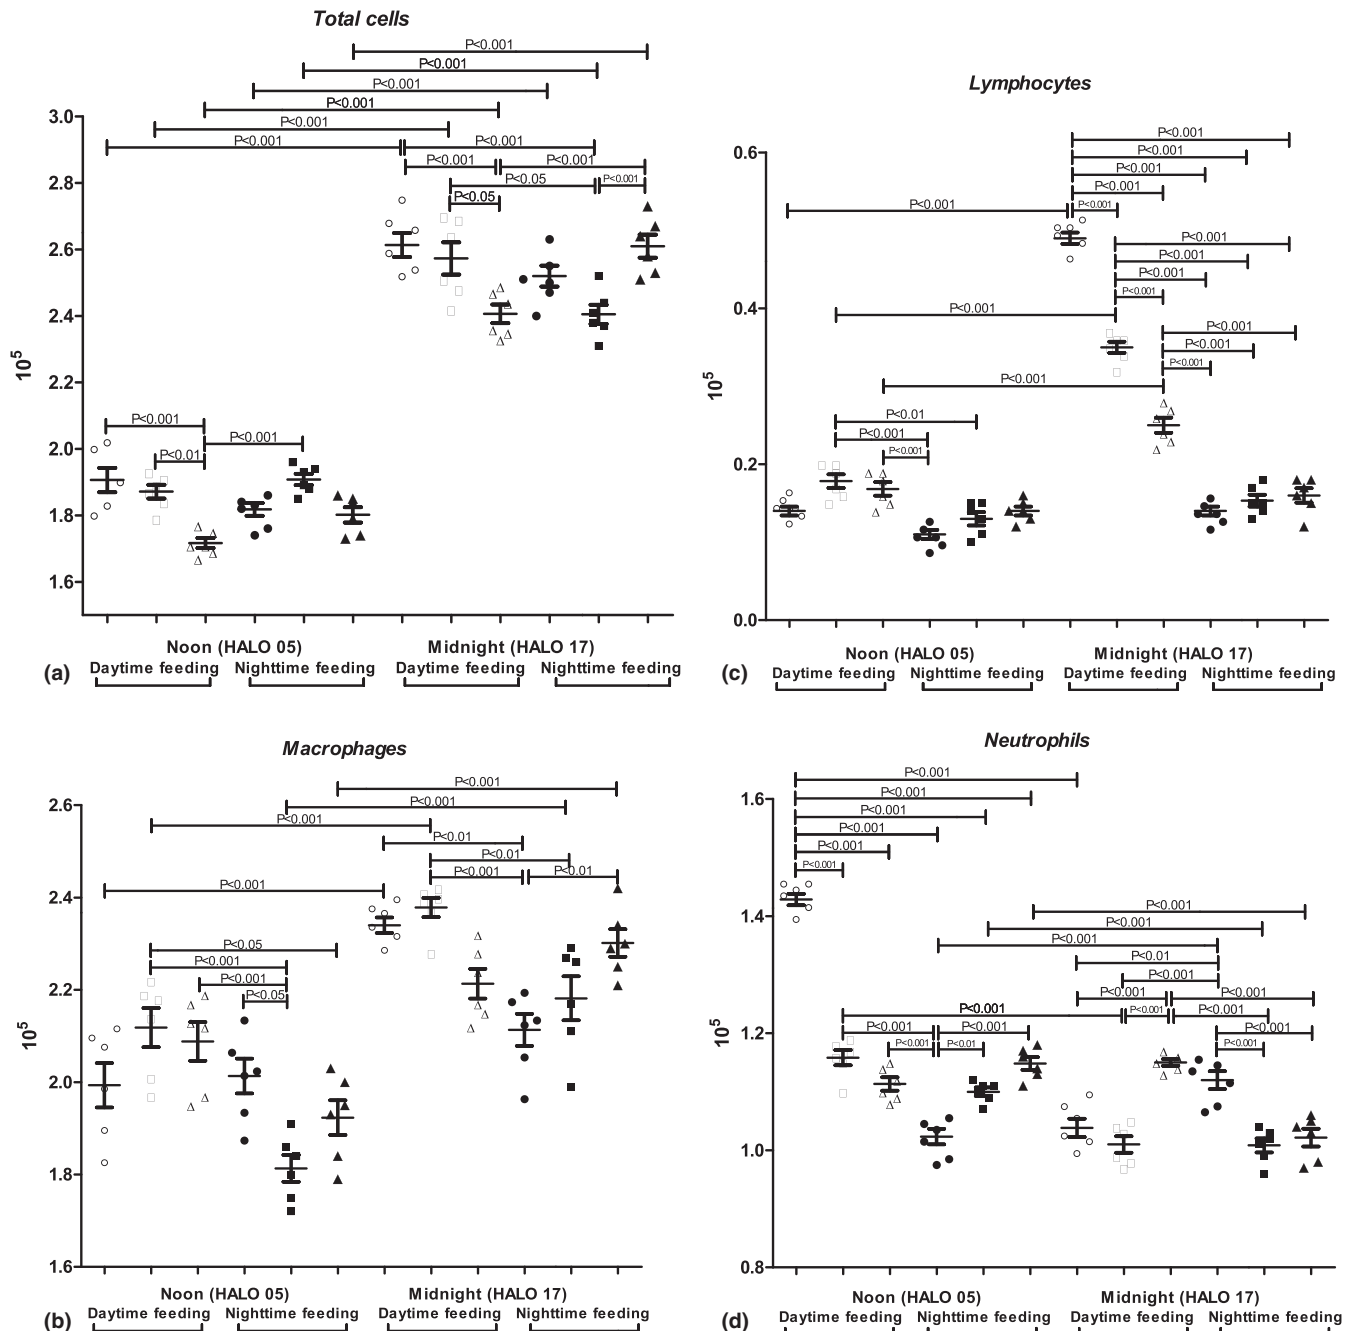 Total cells
P<0.001
P<0.001
P<0.001
P<0.001
P<0.001
P<0.001 P<0.001
P<0.001 P<0.001
P<0.05 P<0.001
P<0.05
P<0.001
P<0.001
P<0.01
3.0
2.8
2.6
2.4
2.2
2.0
1.8
1.6
10⁵
Noon (HALO 05) Midnight (HALO 17)
(a) Daytime feeding Nighttime feeding Daytime feeding Nighttime feeding
Lymphocytes
P<0.001
P<0.001
P<0.001
P<0.001
P<0.001 P<0.001
P<0.001
P<0.001
P<0.001
P<0.001
P<0.001
P<0.001
P<0.001
P<0.001
P<0.001
P<0.01
P<0.001
P<0.001
0.6
0.4
0.2
0.0
10⁵
Noon (HALO 05) Midnight (HALO 17)
(c) Daytime feeding Nighttime feeding Daytime feeding Nighttime feeding
Macrophages
P<0.001
P<0.001
P<0.001
P<0.01
P<0.01
P<0.001 P<0.01
P<0.001
P<0.05
P<0.001
P<0.001
P<0.05
2.6
2.4
2.2
2.0
1.8
1.6
10⁵
Noon (HALO 05) Midnight (HALO 17)
(b) Daytime feeding Nighttime feeding Daytime feeding Nighttime feeding
Neutrophils
P<0.001
P<0.001
P<0.001
P<0.001
P<0.001
P<0.001
P<0.001
P<0.001
P<0.001
P<0.01
P<0.001
P<0.001 P<0.001
P<0.001 P<0.001 P<0.001
P<0.001 P<0.001 P<0.001
P<0.001 P<0.01 P<0.001
1.6
1.4
1.2
1.0
0.8
10⁵
Noon (HALO 05) Midnight (HALO 17)
(d) Daytime feeding Nighttime feeding Daytime feeding Nighttime feeding